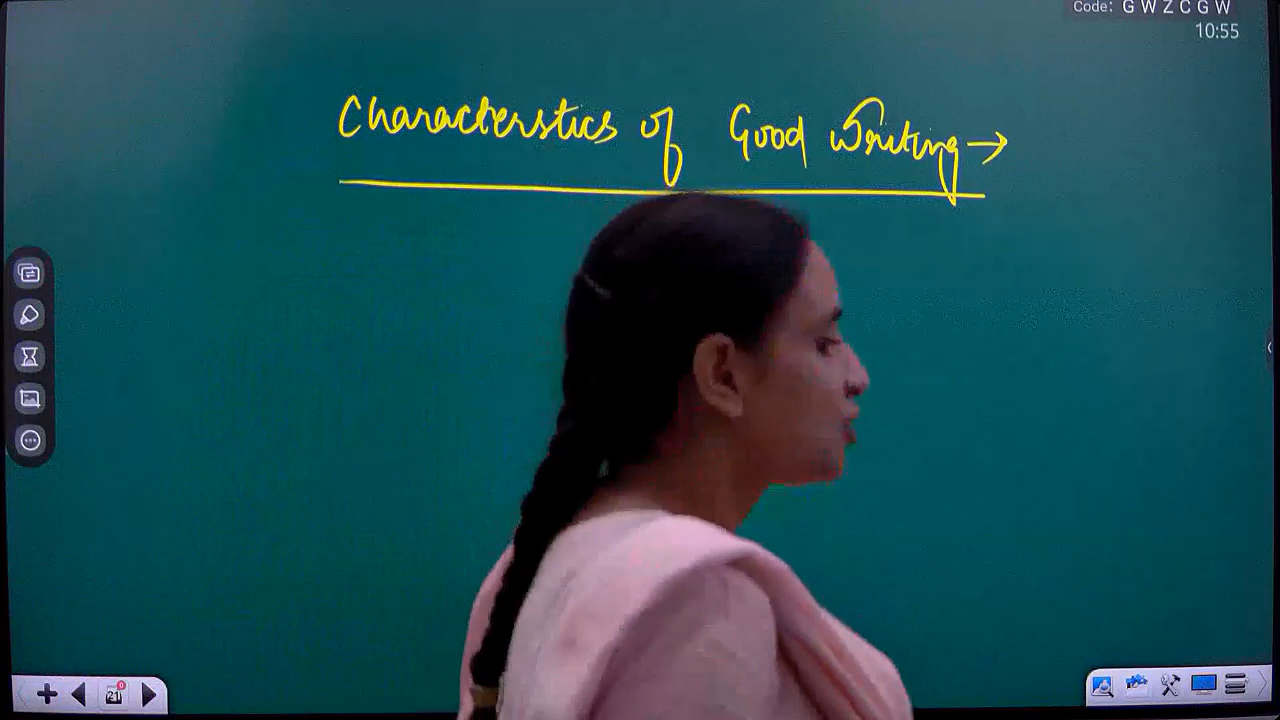 Code: G W Z C G W
10:55
Characterstics of Good Writing →
21